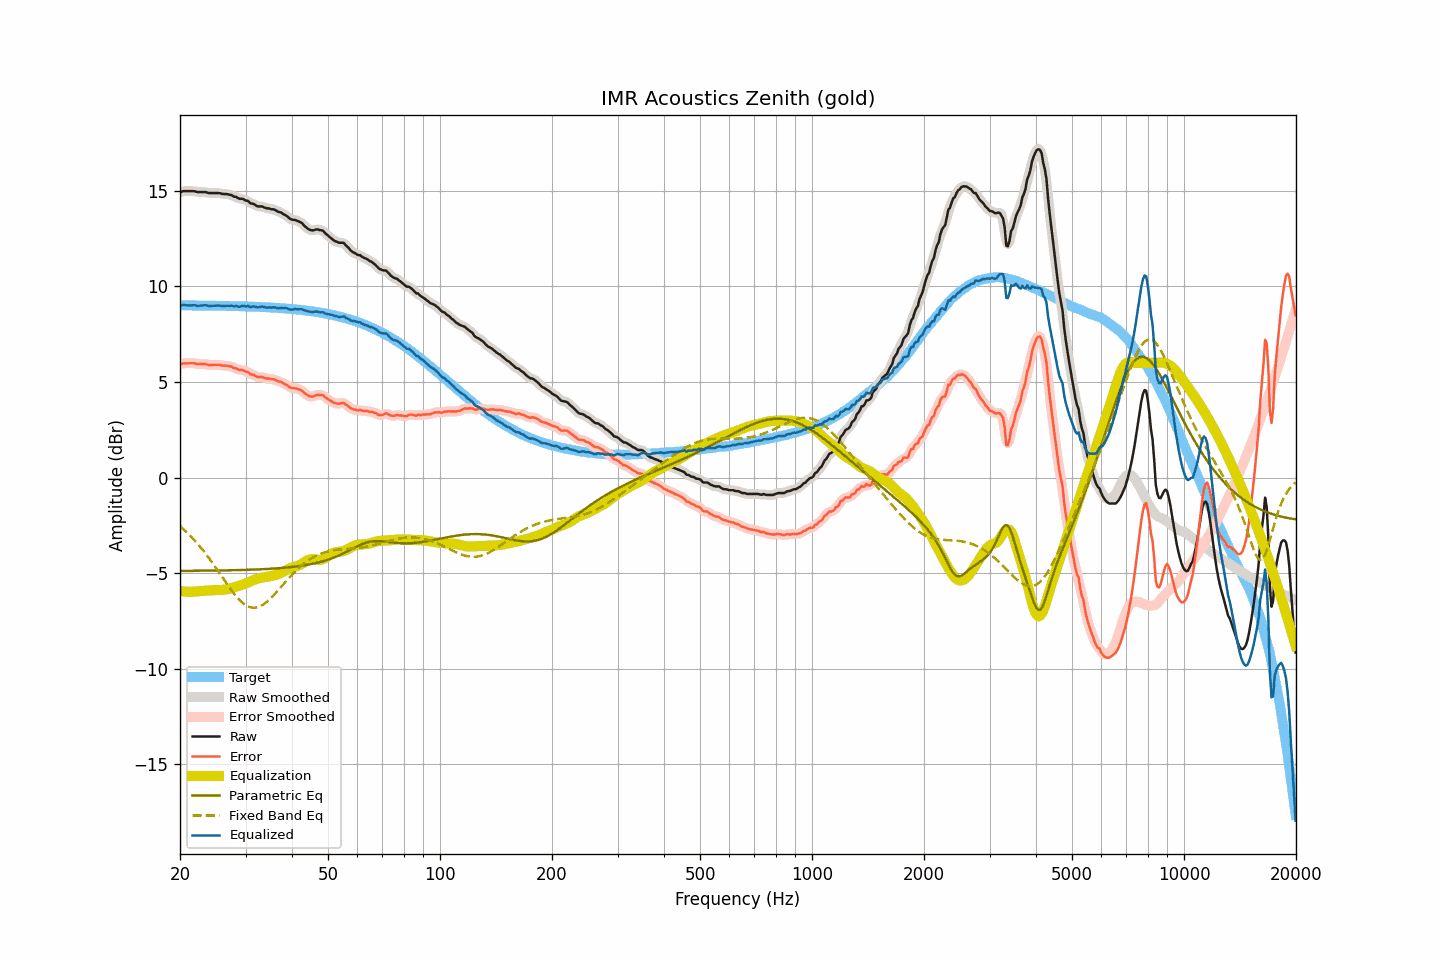 IMR Acoustics Zenith (gold)
15
10
5
0
−5
−10
−15
Amplitude (dBr)
Target
Raw Smoothed
Error Smoothed
Raw
Error
Equalization
Parametric Eq
Fixed Band Eq
Equalized
20 50 100 200 500 1000 2000 5000 10000 20000
Frequency (Hz)